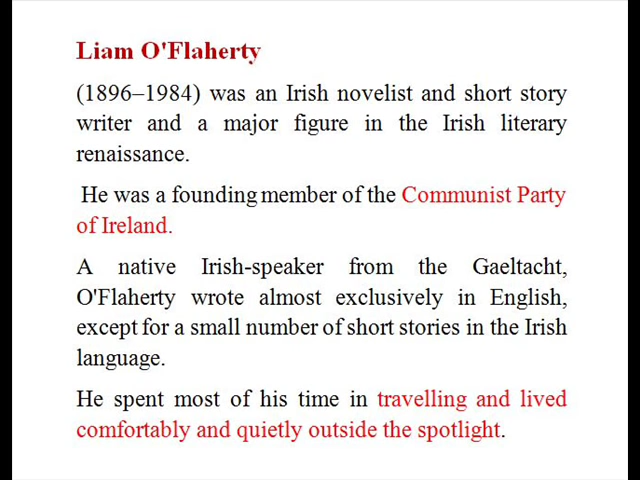 Liam O'Flaherty
(1896–1984) was an Irish novelist and short story
writer and a major figure in the Irish literary
renaissance.
He was a founding member of the Communist Party
of Ireland.
A native Irish-speaker from the Gaeltacht,
O'Flaherty wrote almost exclusively in English,
except for a small number of short stories in the Irish
language.
He spent most of his time in travelling and lived
comfortably and quietly outside the spotlight.